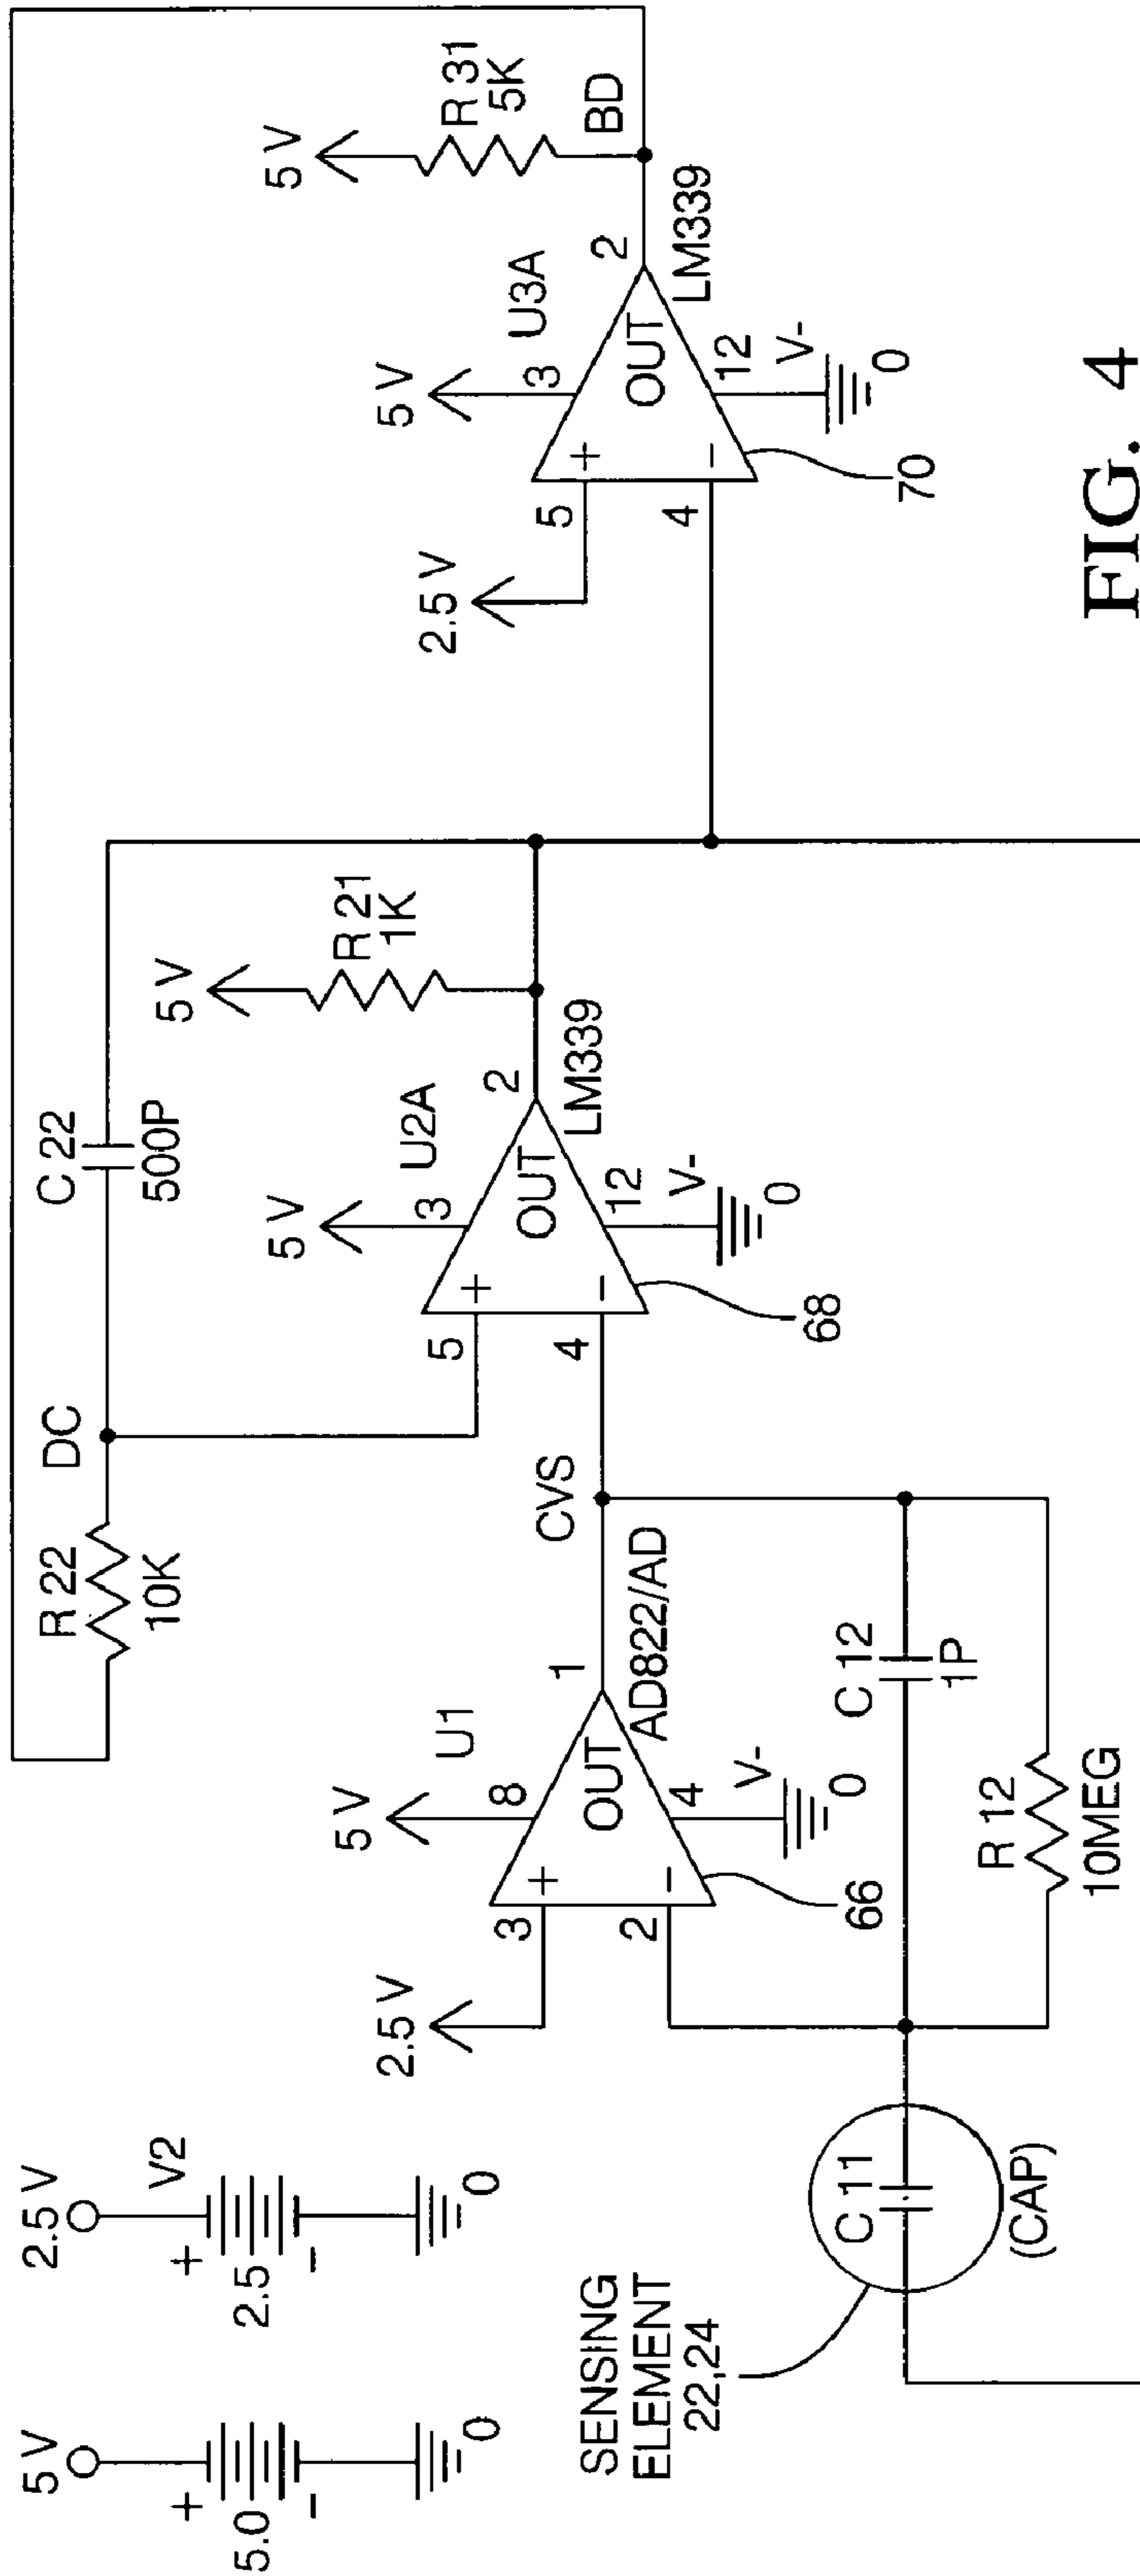 5 V
+
5.0
-
0
2.5 V
V2
+
2.5
-
0
SENSING
ELEMENT
22,24
C 11
(CAP)
2.5 V
3
2
+
-
OUT
5 V
8
U1
1
AD822/AD
4
V-
0
66
C 12
1P
R 12
10MEG
CVS
R 22
10K
DC
C 22
500P
5
4
+
-
OUT
5 V
3
U2A
2
LM339
12
V-
0
68
5 V
R 21
1K
2.5 V
5
4
+
-
OUT
5 V
3
U3A
2
LM339
12
V-
0
70
5 V
R 31
5K
BD
FIG. 4